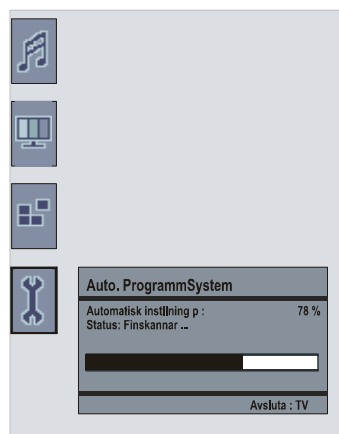 Auto. ProgrammSystem
Automatisk instllning p : 78 %
Status: Finskannar ...
Avsluta : TV